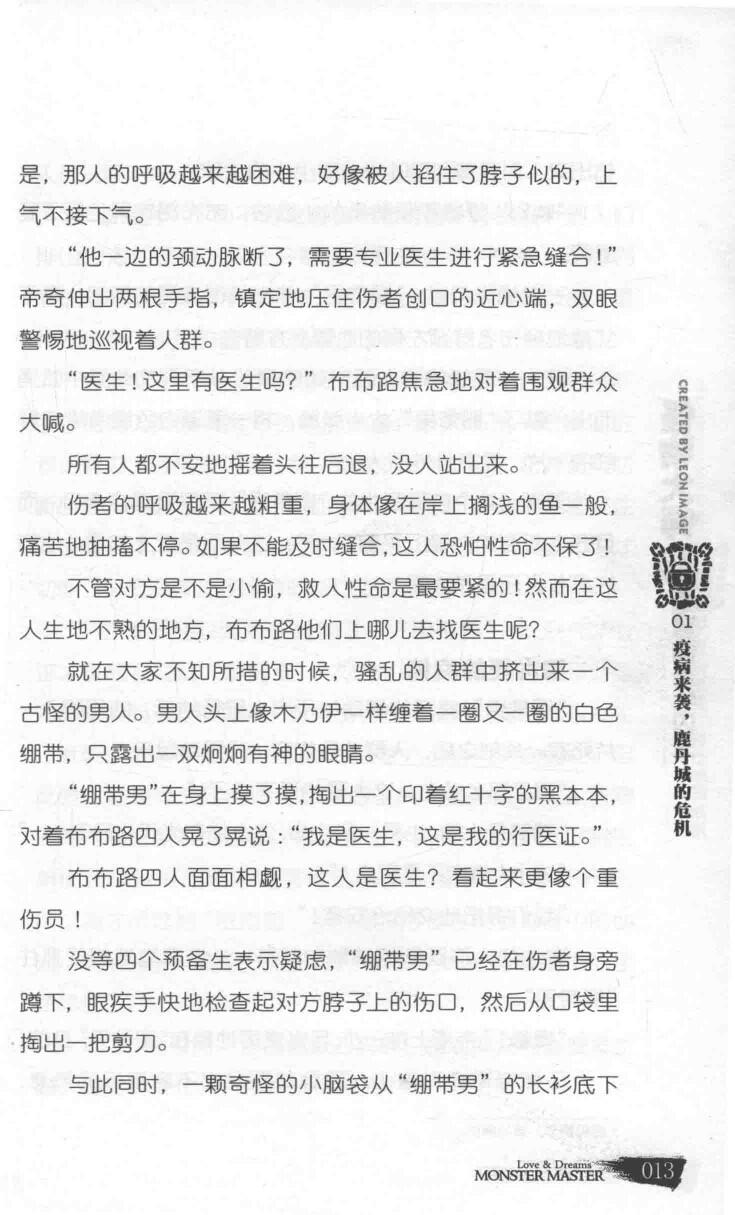 是，那人的呼吸越来越困难，好像被人掐住了脖子似的，上
气不接下气。
“他一边的颈动脉断了，需要专业医生进行紧急缝合！”
帝奇伸出两根手指，镇定地压住伤者创口的近心端，双眼
警惕地巡视着人群。
“医生！这里有医生吗？”布布路焦急地对着围观群众
大喊。
所有人都不安地摇着头往后退，没人站出来。
伤者的呼吸越来越粗重，身体像在岸上搁浅的鱼一般，
痛苦地抽搐不停。如果不能及时缝合，这人恐怕性命不保了！
不管对方是不是小偷，救人性命是最要紧的！然而在这
人生地不熟的地方，布布路他们上哪儿去找医生呢？
就在大家不知所措的时候，骚乱的人群中挤出来一个
古怪的男人。男人头上像木乃伊一样缠着一圈又一圈的白色
绷带，只露出一双炯炯有神的眼睛。
“绷带男”在身上摸了摸，掏出一个印着红十字的黑本本，
对着布布路四人晃了晃说：“我是医生，这是我的行医证。”
布布路四人面面相觑，这人是医生？看起来更像个重
伤员！
没等四个预备生表示疑虑，“绷带男”已经在伤者身旁
蹲下，眼疾手快地检查起对方脖子上的伤口，然后从口袋里
掏出一把剪刀。
与此同时，一颗奇怪的小脑袋从“绷带男”的长衫底下
CREATED BY LEON IMAGE
01
疫病来袭，鹿丹城的危机
Love & Dreams
MONSTER MASTER
013